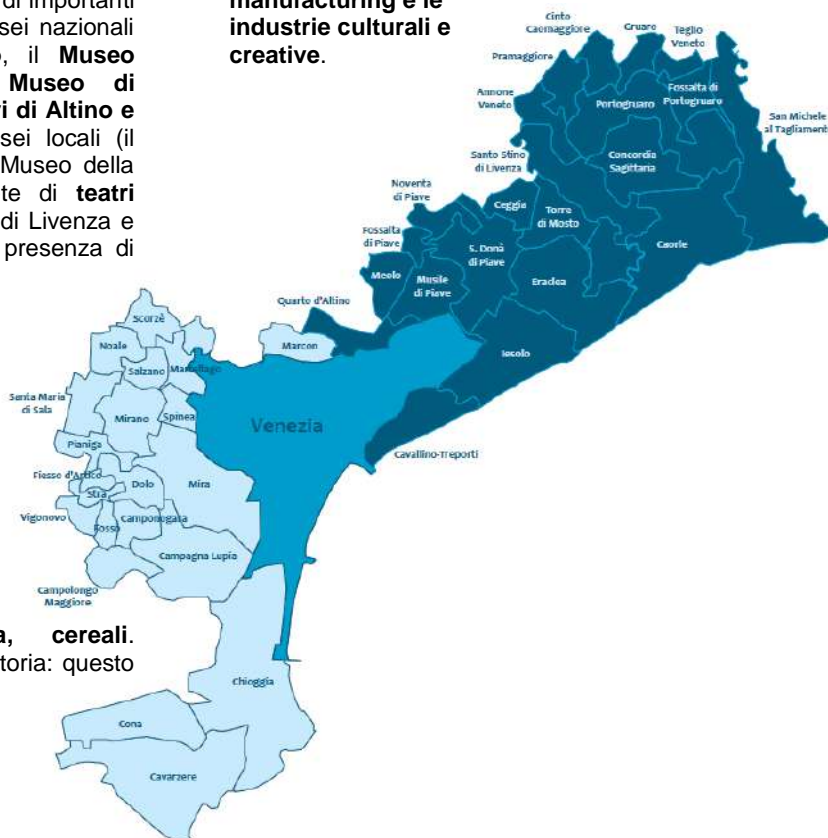 di importanti
sei nazionali
o, il Museo
Museo di
ri di Altino e
sei locali (il
Museo della
te di teatri
di Livenza e
presenza di
manufacturing e le
industrie culturali e
creative.
Cinto
Caomaggiore
Gruaro
Teglio
Veneto
Pramaggiore
Annone
Veneto
Portogruaro
Fossalta di
Portogruaro
San Michele
al Tagliamento
Santo Stino
di Livenza
Concordia
Sagittaria
Noventa
di Piave
Ceggia
Torre
di Mosto
Fossalta
di Piave
S. Donà
di Piave
Caorle
Meolo
Musile
di Piave
Eraclea
Quarto d'Altino
Scorzè
Noale
Marcon
Jesolo
Salzano
Martellago
Santa Maria
di Sala
Mirano
Spinea
Venezia
Pianiga
Cavallino-Treporti
Fiesso d'Artico
Dolo
Mira
Stra
Vigonovo
Fossò
Camponogara
Campagna Lupia
Campolongo
Maggiore
a, cereali.
toria: questo
Chioggia
Cona
Cavarzere